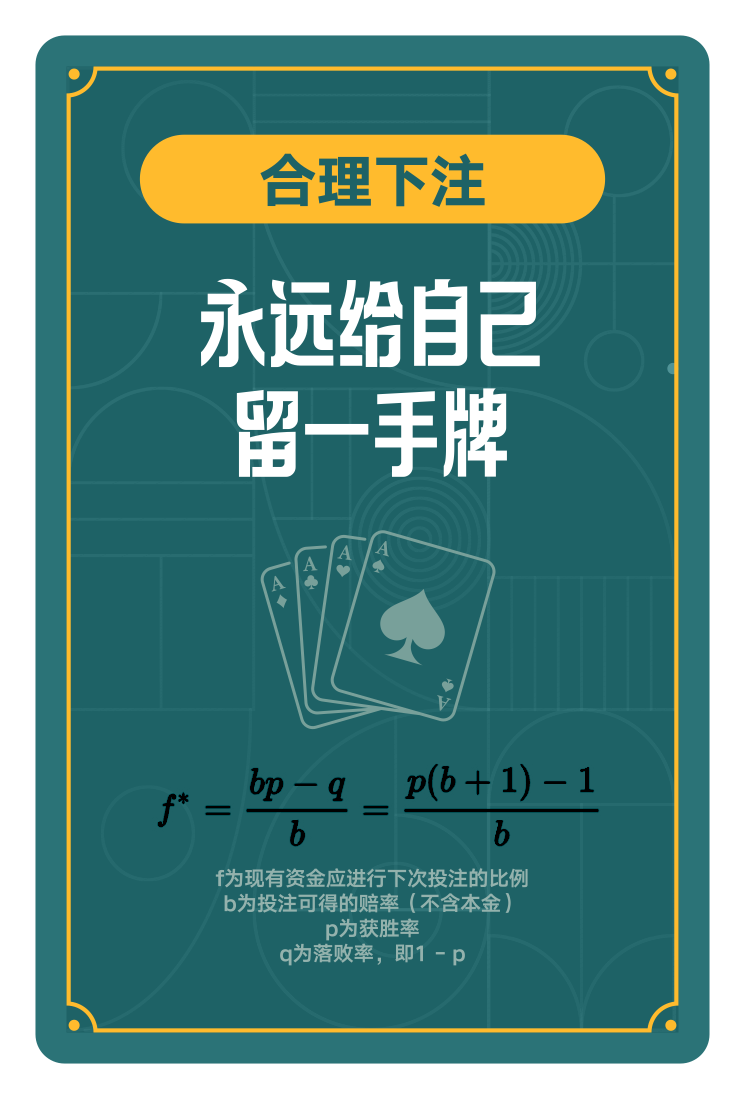 合理下注
永远给自己
留一手牌
A A A A
A
f* = \frac{bp - q}{b} = \frac{p(b + 1) - 1}{b}
f为现有资金应进行下次投注的比例
b为投注可得的赔率（不含本金）
p为获胜率
q为落败率，即1 - p